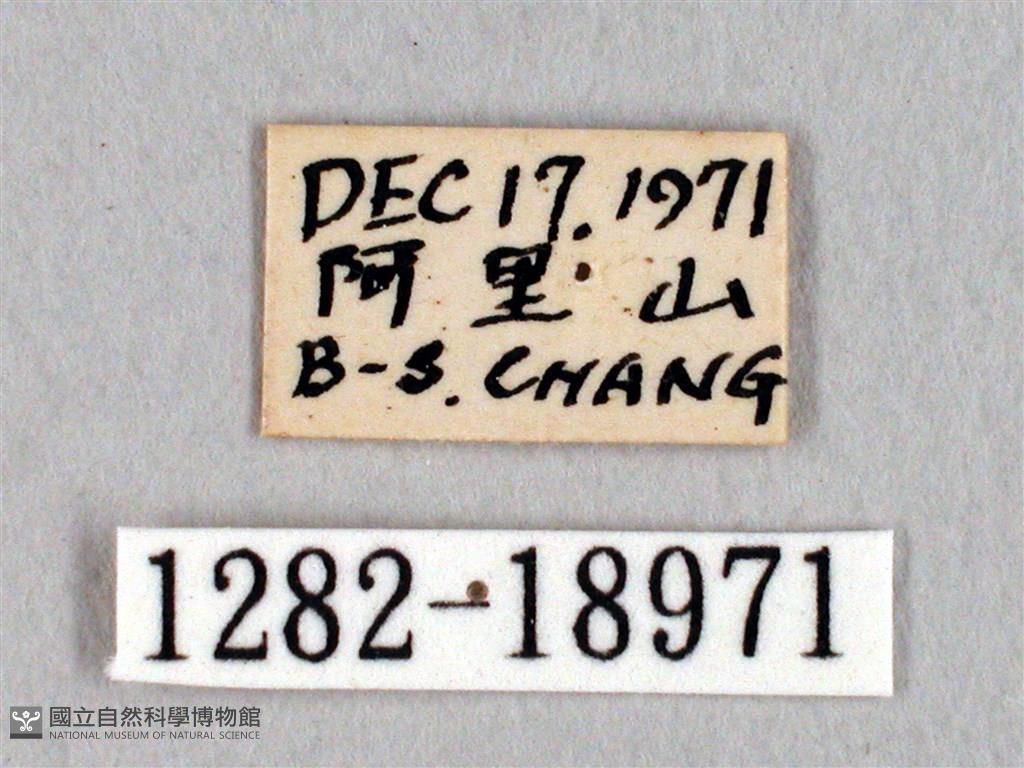 DEC 17. 1971
阿里山
B-S. CHANG
1282-18971
國立自然科學博物館
NATIONAL MUSEUM OF NATURAL SCIENCE